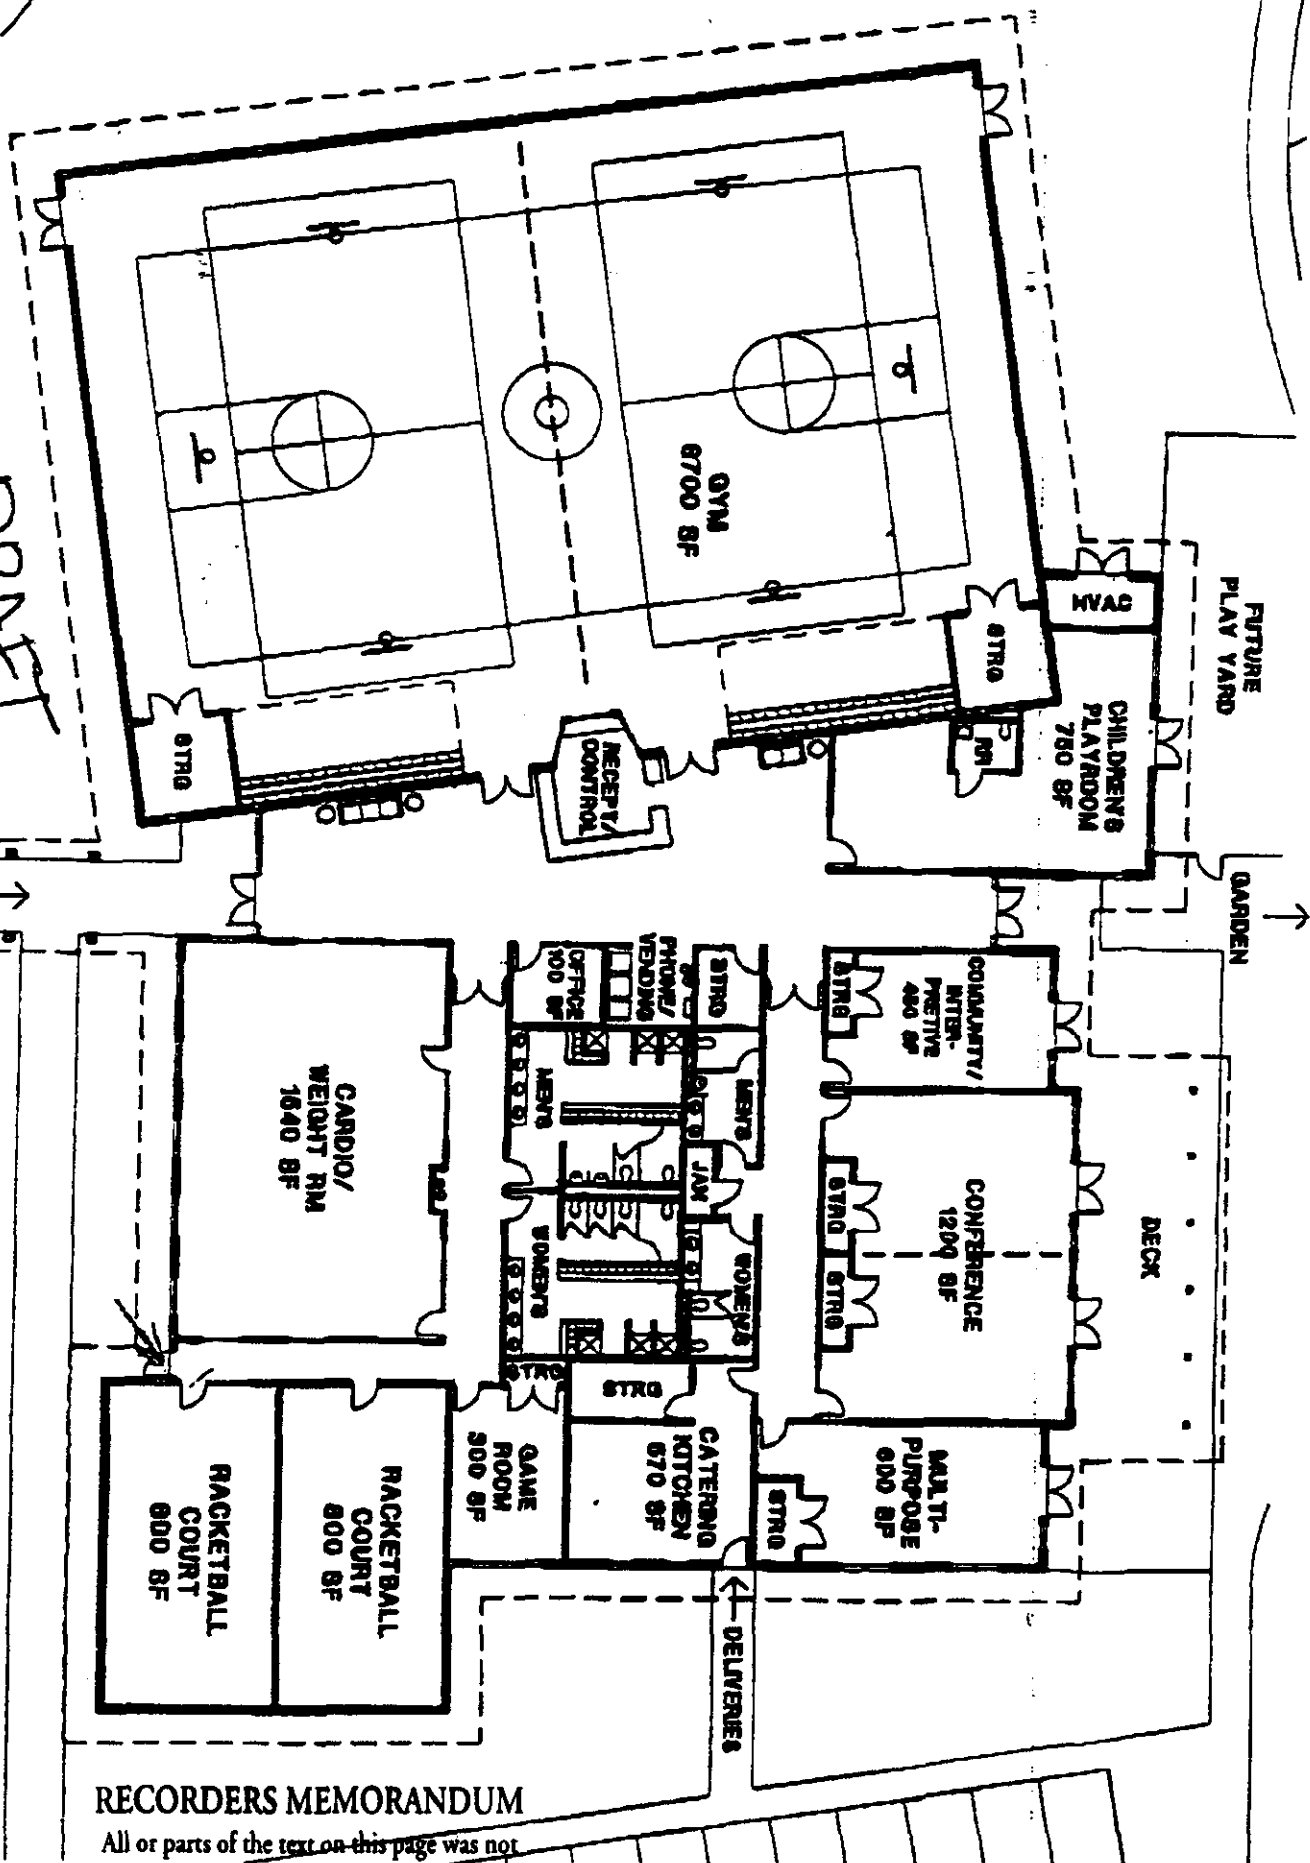 GYM
8700 SF
HVAC
FUTURE
PLAY YARD
STRG
CHILDREN'S
PLAYROOM
750 SF
RR
STRG
RECEPT/
CONTROL
GARDEN
OFFICE
100 SF
PHONE/
VENDING
STRG
STRG
COMMUNITY/
INTER-
PRETIVE
480 SF
CARDIO/
WEIGHT RM
1640 SF
MEN'S
MEN'S
JAN
WOMEN'S
WOMEN'S
STRG
STRG
CONFERENCE
1200 SF
DECK
STRG
STRG
GAME
ROOM
300 SF
CATERING
KITCHEN
670 SF
MULTI-
PURPOSE
600 SF
STRG
RACKETBALL
COURT
800 SF
RACKETBALL
COURT
800 SF
DELIVERIES
RECORDERS MEMORANDUM
All or parts of the text on this page was not